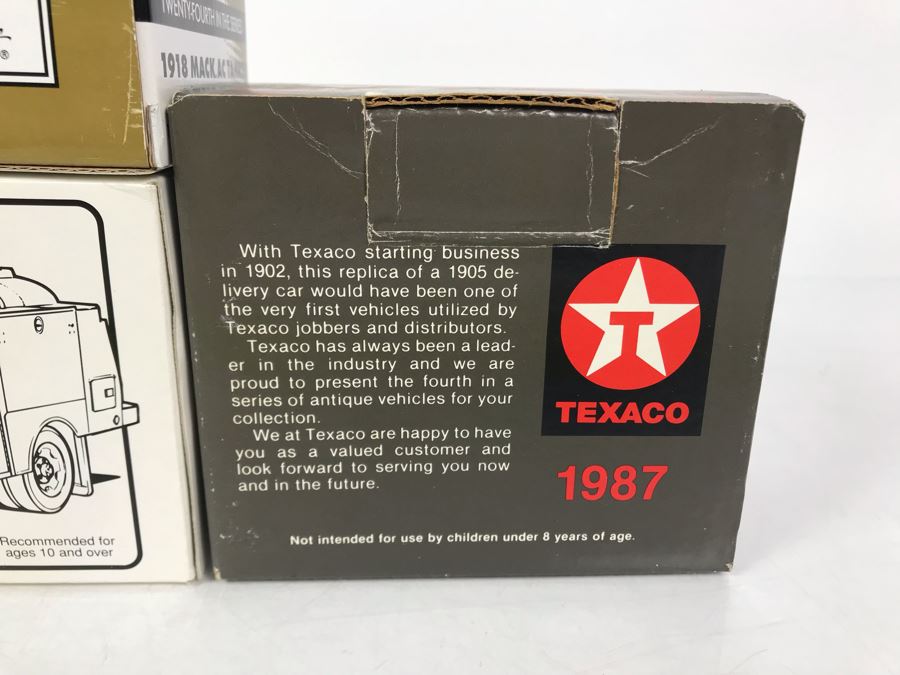 ®
TWENTY-FOURTH IN THE SERIES
1918 MACK AC
With Texaco starting business
in 1902, this replica of a 1905 de-
livery car would have been one of
the very first vehicles utilized by
Texaco jobbers and distributors.
Texaco has always been a lead-
er in the industry and we are
proud to present the fourth in a
series of antique vehicles for your
collection.
We at Texaco are happy to have
you as a valued customer and
look forward to serving you now
and in the future.
T
TEXACO
1987
Not intended for use by children under 8 years of age.
Recommended for
ages 10 and over